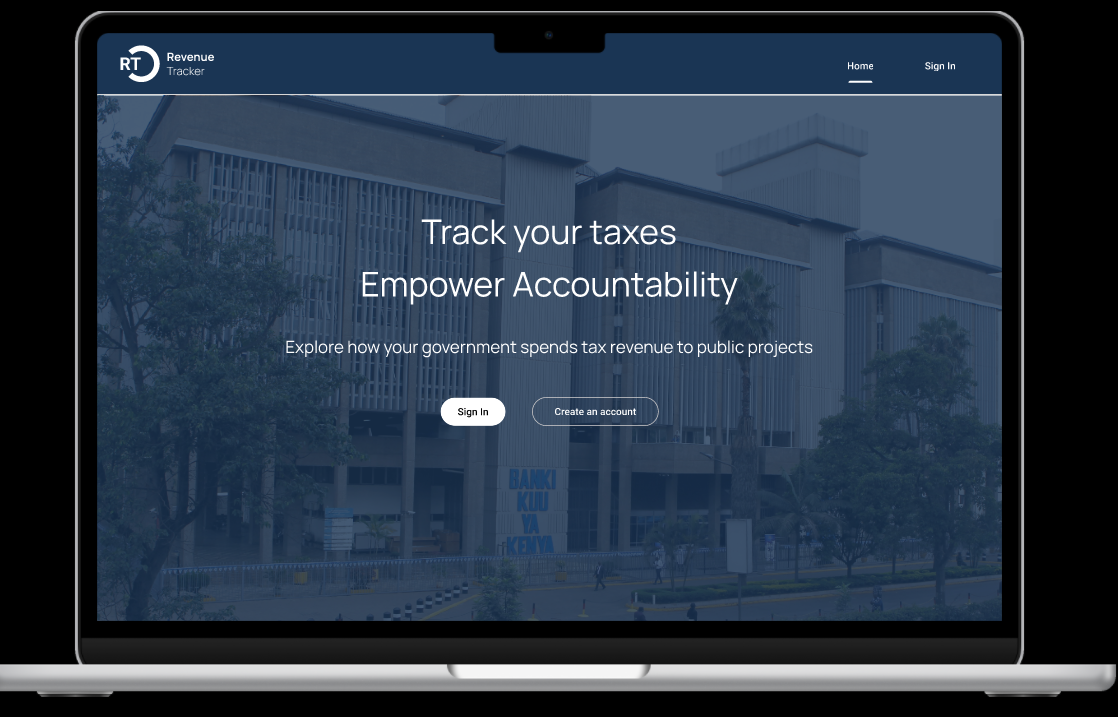 RT
Revenue
Tracker
Home
Sign In
Track your taxes
Empower Accountability
Explore how your government spends tax revenue to public projects
Sign In
Create an account
BANKI
KUU
YA
KENYA